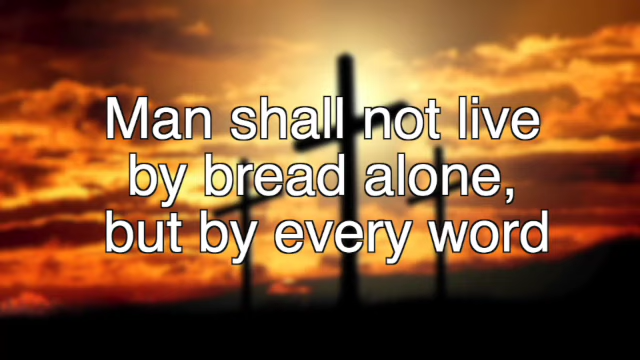 Man shall not live
by bread alone,
but by every word